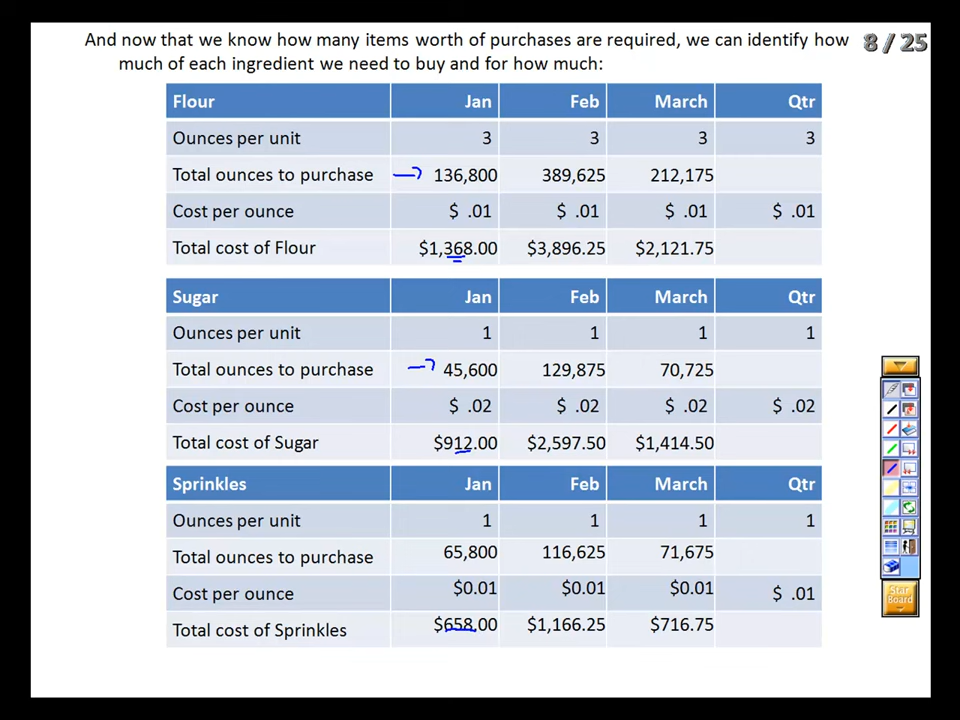 And now that we know how many items worth of purchases are required, we can identify how
8 / 25
much of each ingredient we need to buy and for how much:
Flour Jan Feb March Qtr
Ounces per unit 3 3 3 3
Total ounces to purchase 136,800 389,625 212,175
Cost per ounce $ .01 $ .01 $ .01 $ .01
Total cost of Flour $1,368.00 $3,896.25 $2,121.75
Sugar Jan Feb March Qtr
Ounces per unit 1 1 1 1
Total ounces to purchase 45,600 129,875 70,725
Cost per ounce $ .02 $ .02 $ .02 $ .02
Total cost of Sugar $912.00 $2,597.50 $1,414.50
Sprinkles Jan Feb March Qtr
Ounces per unit 1 1 1 1
Total ounces to purchase 65,800 116,625 71,675
Cost per ounce $0.01 $0.01 $0.01 $ .01
Total cost of Sprinkles $658.00 $1,166.25 $716.75
Star
Board